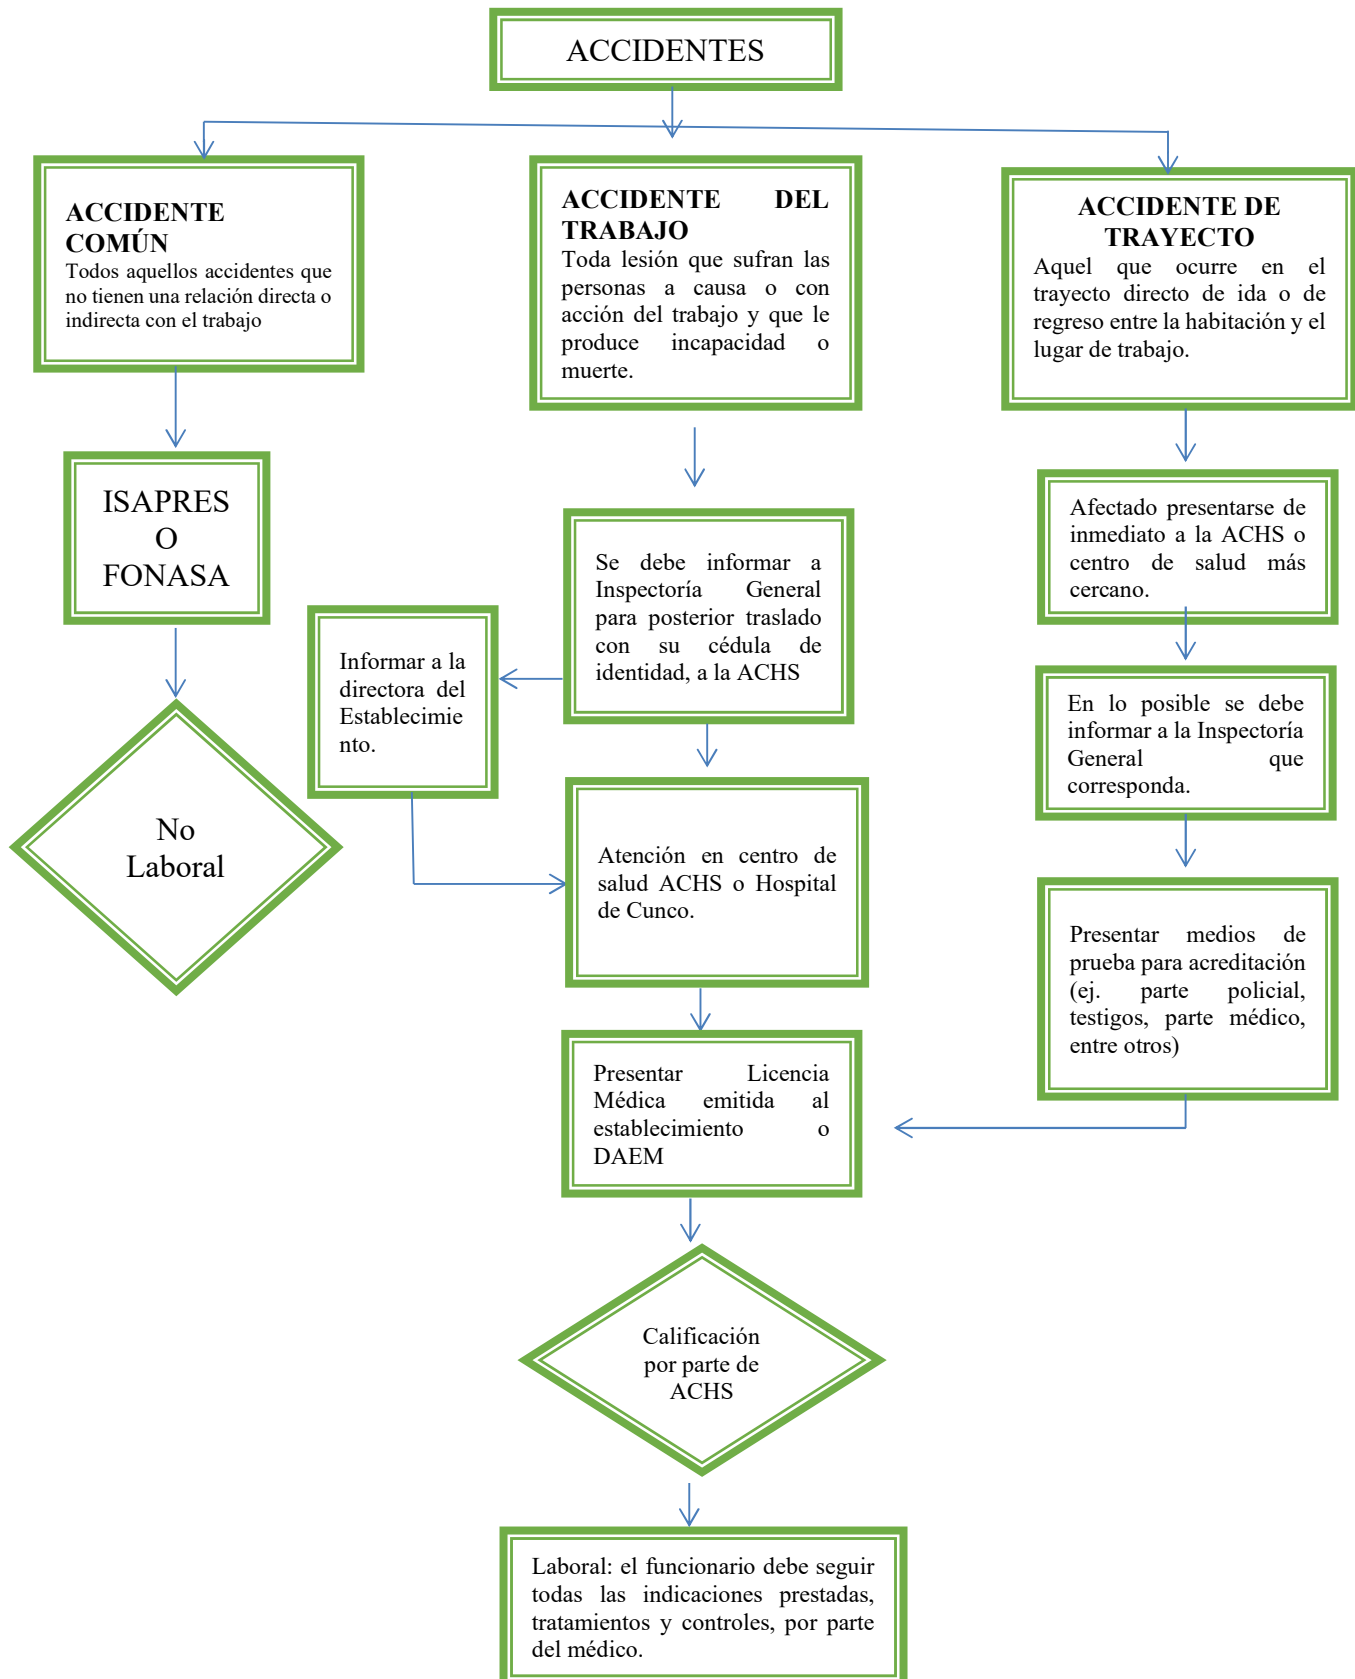 ACCIDENTES
ACCIDENTE
COMÚN
Todos aquellos accidentes que
no tienen una relación directa o
indirecta con el trabajo
ACCIDENTE DEL
TRABAJO
Toda lesión que sufran las
personas a causa o con
acción del trabajo y que le
produce incapacidad o
muerte.
ACCIDENTE DE
TRAYECTO
Aquel que ocurre en el
trayecto directo de ida o de
regreso entre la habitación y el
lugar de trabajo.
ISAPRES
O
FONASA
No
Laboral
Se debe informar a
Inspectoría General
para posterior traslado
con su cédula de
identidad, a la ACHS
Informar a la
directora del
Establecimie
nto.
Atención en centro de
salud ACHS o Hospital
de Cunco.
Afectado presentarse de
inmediato a la ACHS o
centro de salud más
cercano.
En lo posible se debe
informar a la Inspectoría
General que
corresponda.
Presentar medios de
prueba para acreditación
(ej. parte policial,
testigos, parte médico,
entre otros)
Presentar Licencia
Médica emitida al
establecimiento o
DAEM
Calificación
por parte de
ACHS
Laboral: el funcionario debe seguir
todas las indicaciones prestadas,
tratamientos y controles, por parte
del médico.